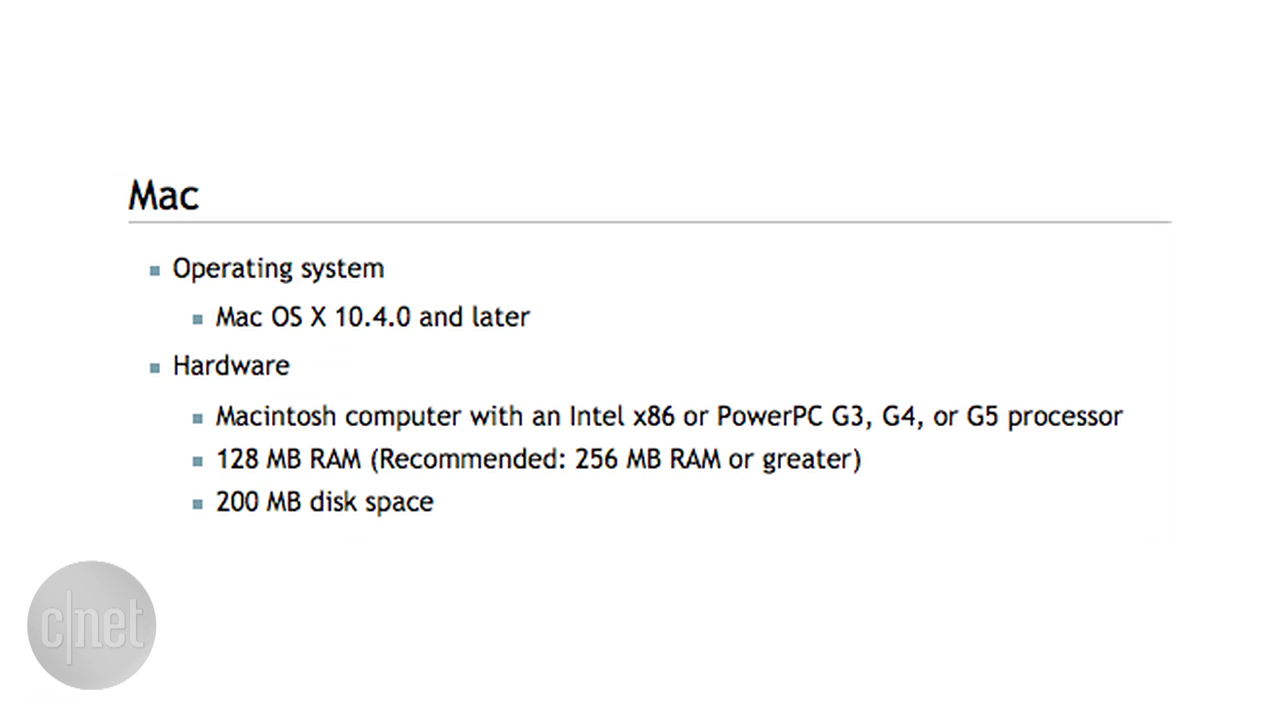 Mac
Operating system
Mac OS X 10.4.0 and later
Hardware
Macintosh computer with an Intel x86 or PowerPC G3, G4, or G5 processor
128 MB RAM (Recommended: 256 MB RAM or greater)
200 MB disk space
c|net